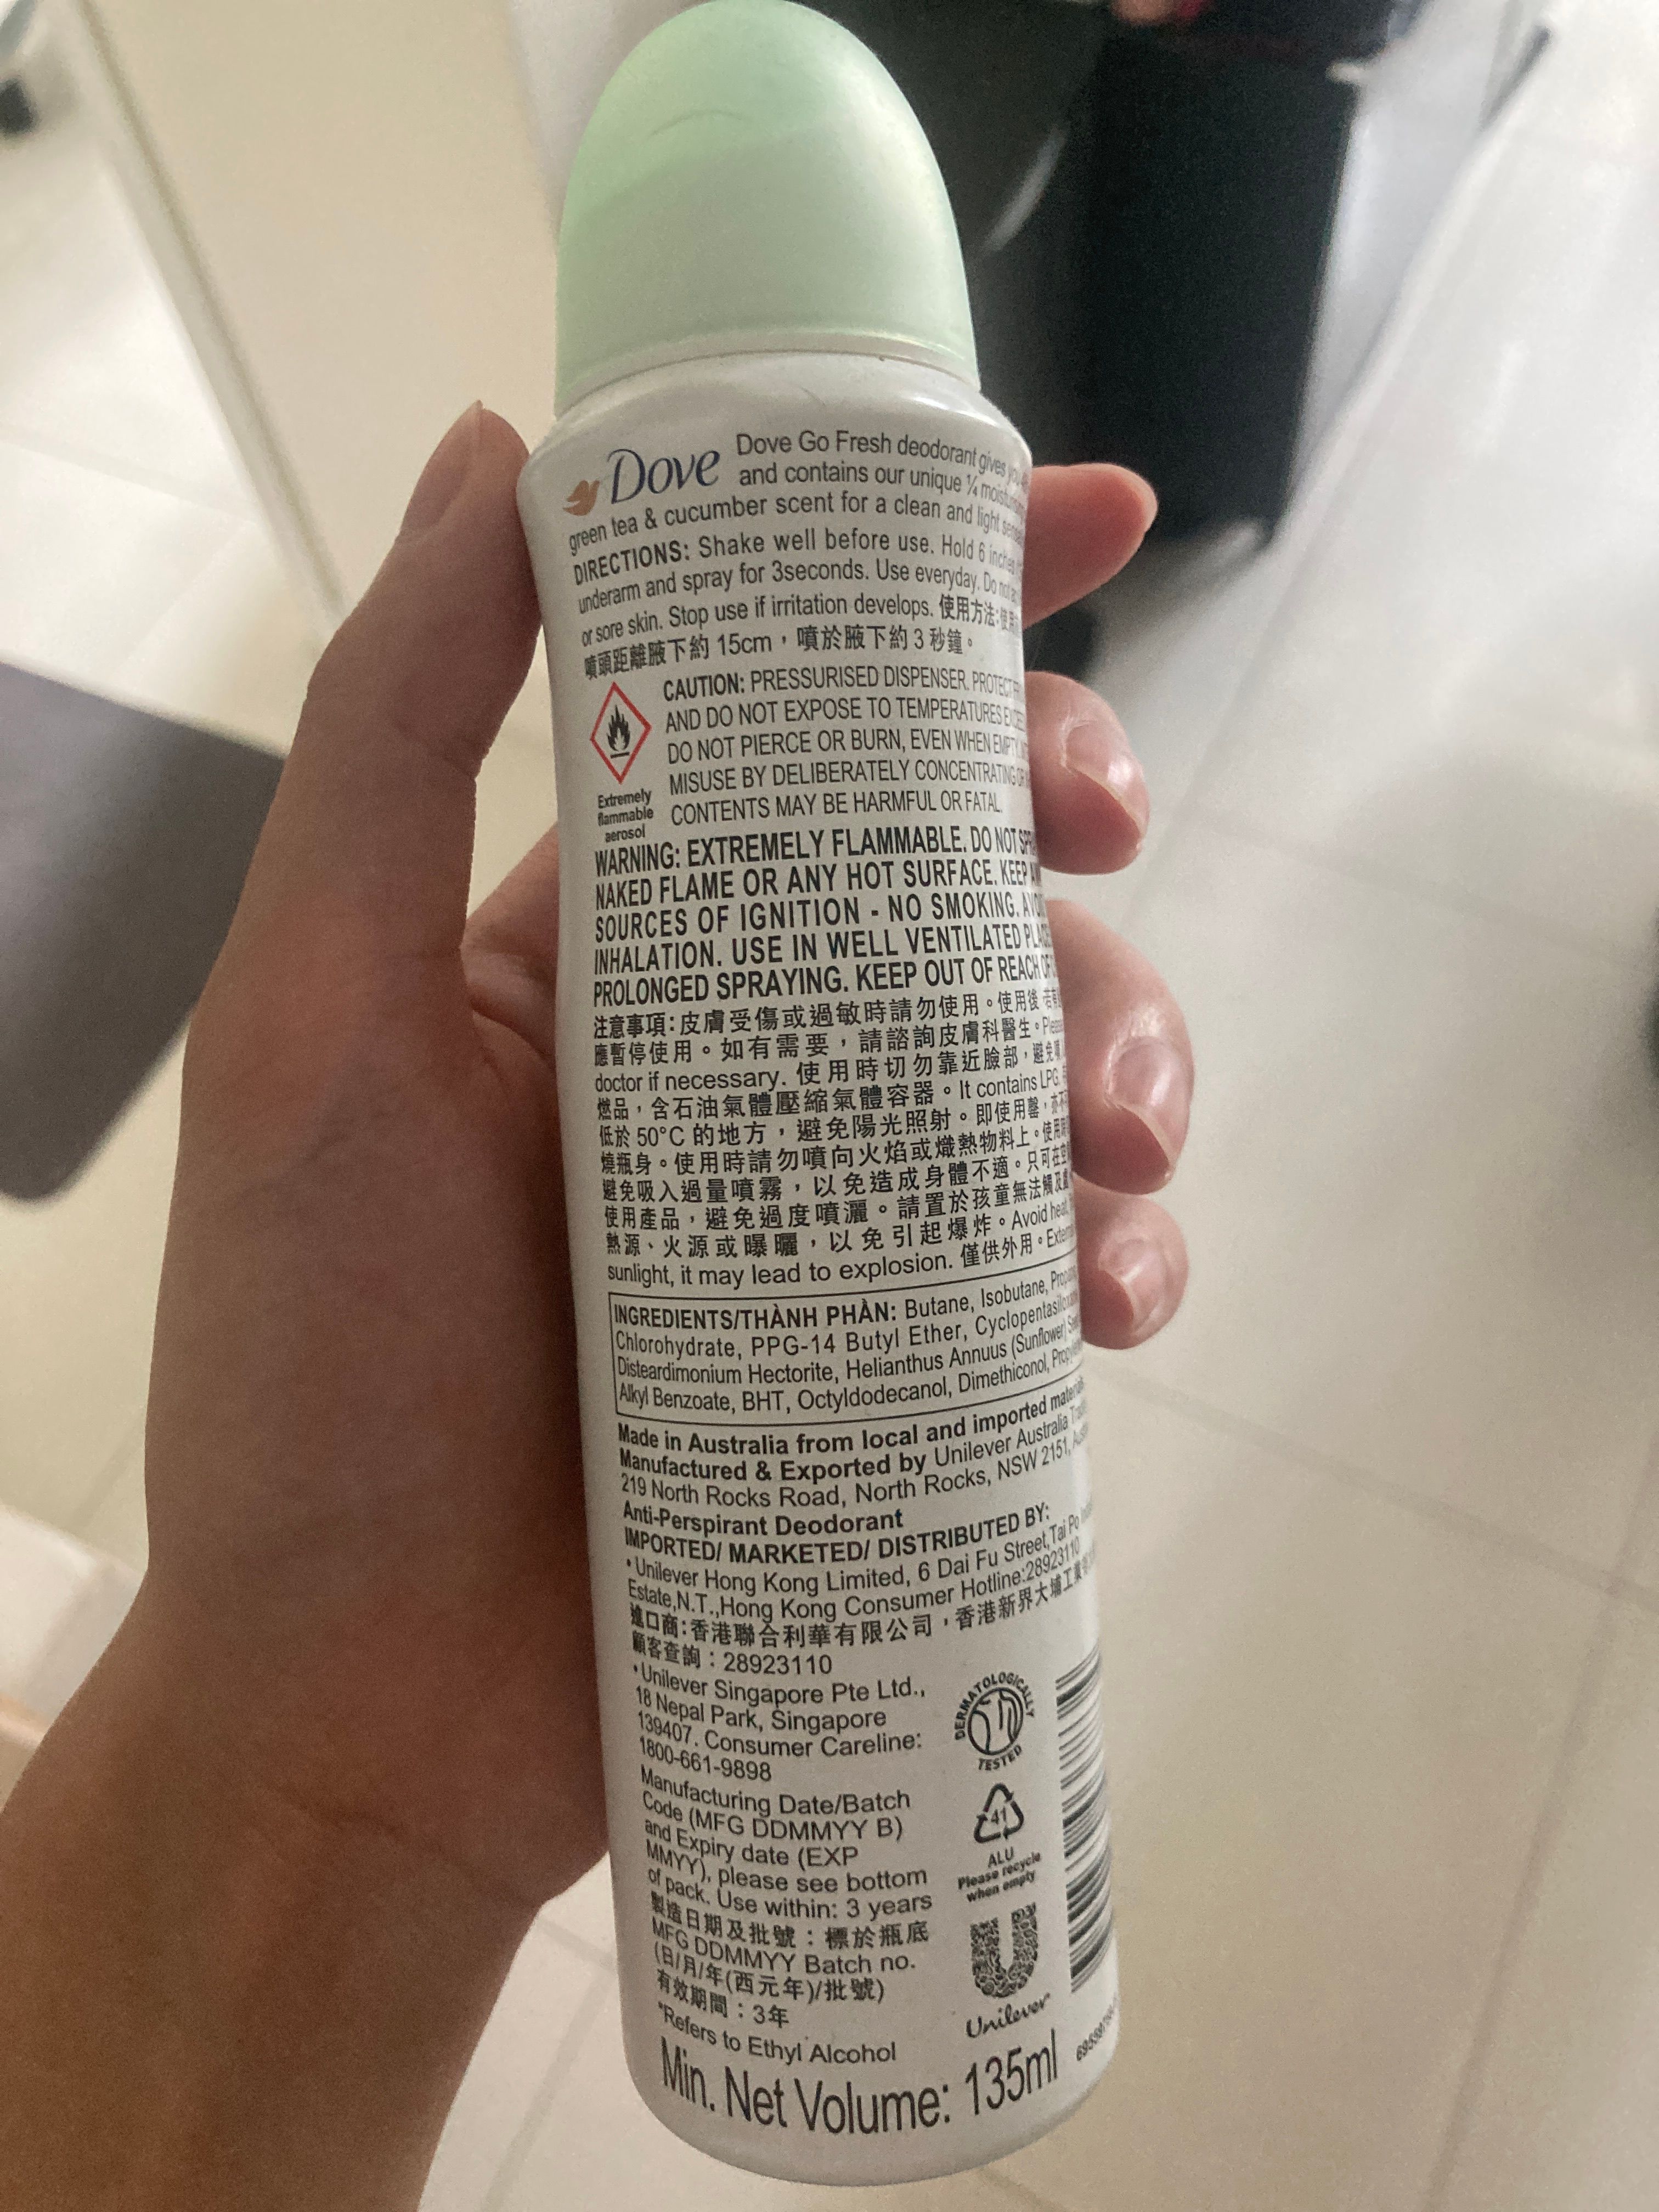 Dove Dove Go Fresh deodorant gives you
and contains our unique ¼
green tea & cucumber scent for a clean and light
DIRECTIONS: Shake well before use. Hold 6 inches
underarm and spray for 3seconds. Use everyday. Do not
or sore skin. Stop use if irritation develops. 使用方法:使用
噴頭距離腋下約 15cm，噴於腋下約 3 秒鐘。
CAUTION: PRESSURISED DISPENSER. PROTECT
AND DO NOT EXPOSE TO TEMPERATURES
DO NOT PIERCE OR BURN, EVEN WHEN EMPTY.
MISUSE BY DELIBERATELY CONCENTRATING OR
CONTENTS MAY BE HARMFUL OR FATAL.
Extremely
flammable
aerosol
WARNING: EXTREMELY FLAMMABLE. DO NOT
NAKED FLAME OR ANY HOT SURFACE. KEEP
SOURCES OF IGNITION - NO SMOKING.
INHALATION. USE IN WELL VENTILATED
PROLONGED SPRAYING. KEEP OUT OF REACH OF
注意事項:皮膚受傷或過敏時請勿使用。使用後，若有
應暫停使用。如有需要，請諮詢皮膚科醫生。
doctor if necessary. 使用時切勿靠近臉部，避免噴
燃品，含石油氣體壓縮氣體容器。It contains LPG,
低於 50°C 的地方，避免陽光照射。即使用罄，亦不
燒瓶身。使用時請勿噴向火焰或熾熱物料上。使用
避免吸入過量噴霧，以免造成身體不適。只可在空
使用產品，避免過度噴灑。請置於孩童無法觸及
熱源、火源或曝曬，以免引起爆炸。Avoid heat,
sunlight, it may lead to explosion. 僅供外用。
INGREDIENTS/THÀNH PHẦN: Butane, Isobutane,
Chlorohydrate, PPG-14 Butyl Ether,
Disteardimonium Hectorite, Helianthus Annuus (Sunflower)
Alkyl Benzoate, BHT, Octyldodecanol, Dimethiconol,
Made in Australia from local and imported materials.
Manufactured & Exported by Unilever Australia
219 North Rocks Road, North Rocks, NSW 2151,
Anti-Perspirant Deodorant
IMPORTED/ MARKETED/ DISTRIBUTED BY:
• Unilever Hong Kong Limited, 6 Dai Fu Street,Tai Po
Estate,N.T.,Hong Kong Consumer Hotline:28923110
進口商:香港聯合利華有限公司，香港新界大埔工業
顧客查詢：28923110
• Unilever Singapore Pte Ltd.,
18 Nepal Park, Singapore
139407. Consumer Careline:
1800-661-9898
Manufacturing Date/Batch
Code (MFG DDMMYY B)
and Expiry date (EXP
MMYY), please see bottom
of pack. Use within: 3 years
製造日期及批號：標於瓶底
MFG DDMMYY Batch no.
(日/月/年(西元年)/批號)
有效期間：3年
*Refers to Ethyl Alcohol
DERMATOLOGICALLY
TESTED
41
ALU
Please recycle
when empty
Unilever
Min. Net Volume: 135ml